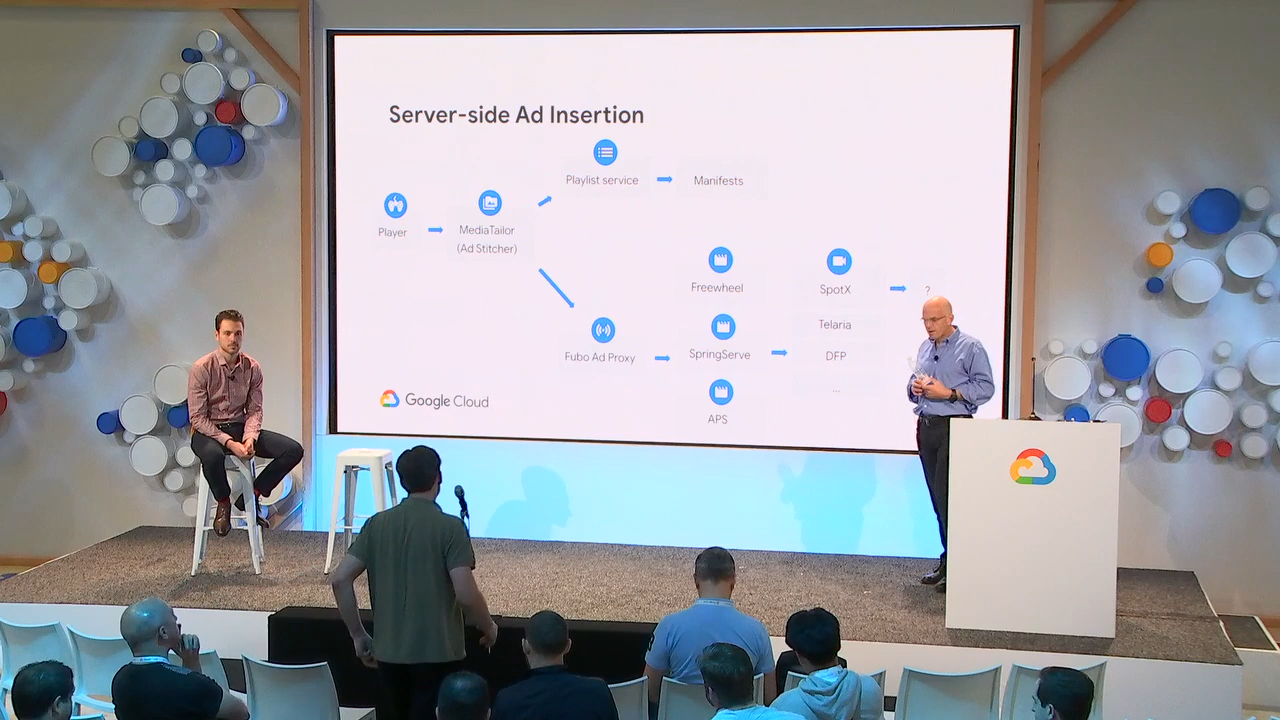 Server-side Ad Insertion
Playlist service
Manifests
Player
MediaTailor
(Ad Stitcher)
Freewheel
SpotX
?
Telaria
Fubo Ad Proxy
SpringServe
DFP
...
APS
Google Cloud